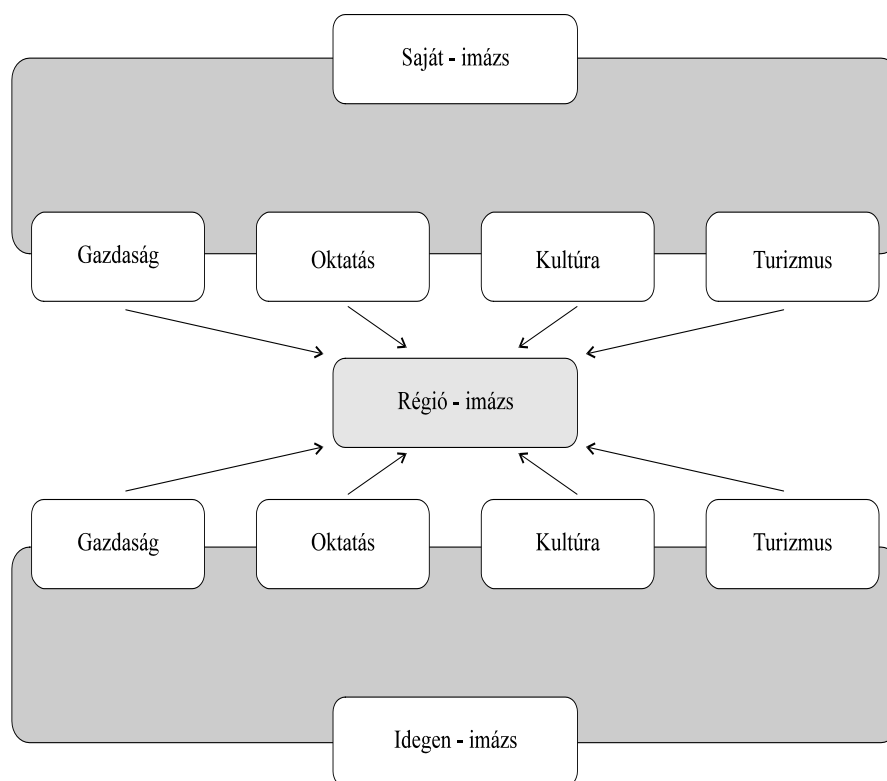 Saját - imázs
Gazdaság
Oktatás
Kultúra
Turizmus
Régió - imázs
Gazdaság
Oktatás
Kultúra
Turizmus
Idegen - imázs